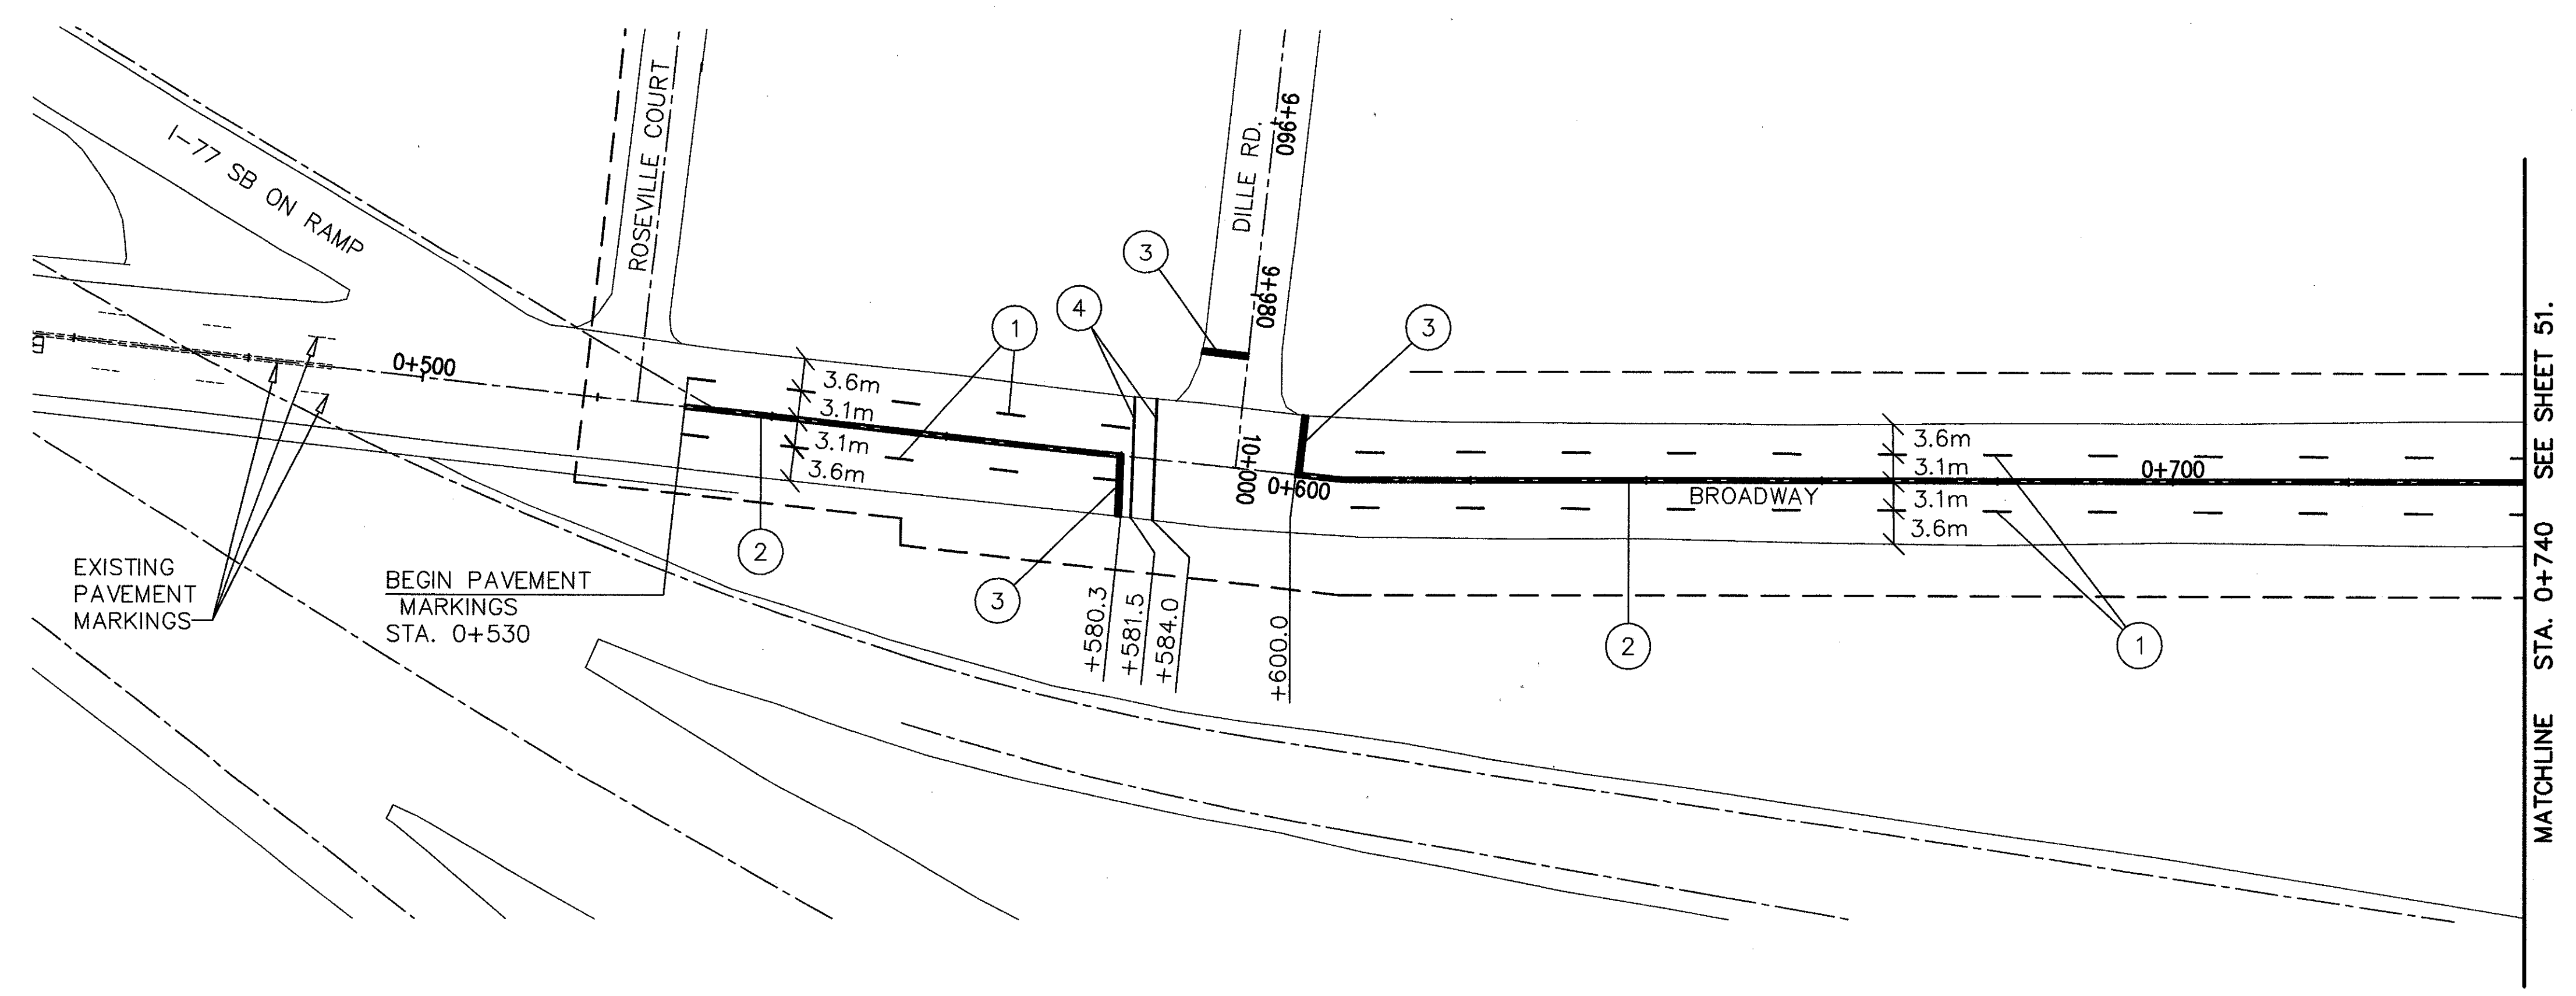 I-77 SB ON RAMP
ROSEVILLE COURT
DILLE RD.
9+960
9+980
10+000
3
4
1
3
0+500
3.6m
3.1m
3.1m
3.6m
0+600
BROADWAY
3.6m
3.1m
3.1m
3.6m
0+700
2
3
2
1
EXISTING
PAVEMENT
MARKINGS
BEGIN PAVEMENT
MARKINGS
STA. 0+530
+580.3
+581.5
+584.0
+600.0
MATCHLINE STA. 0+740 SEE SHEET 51.